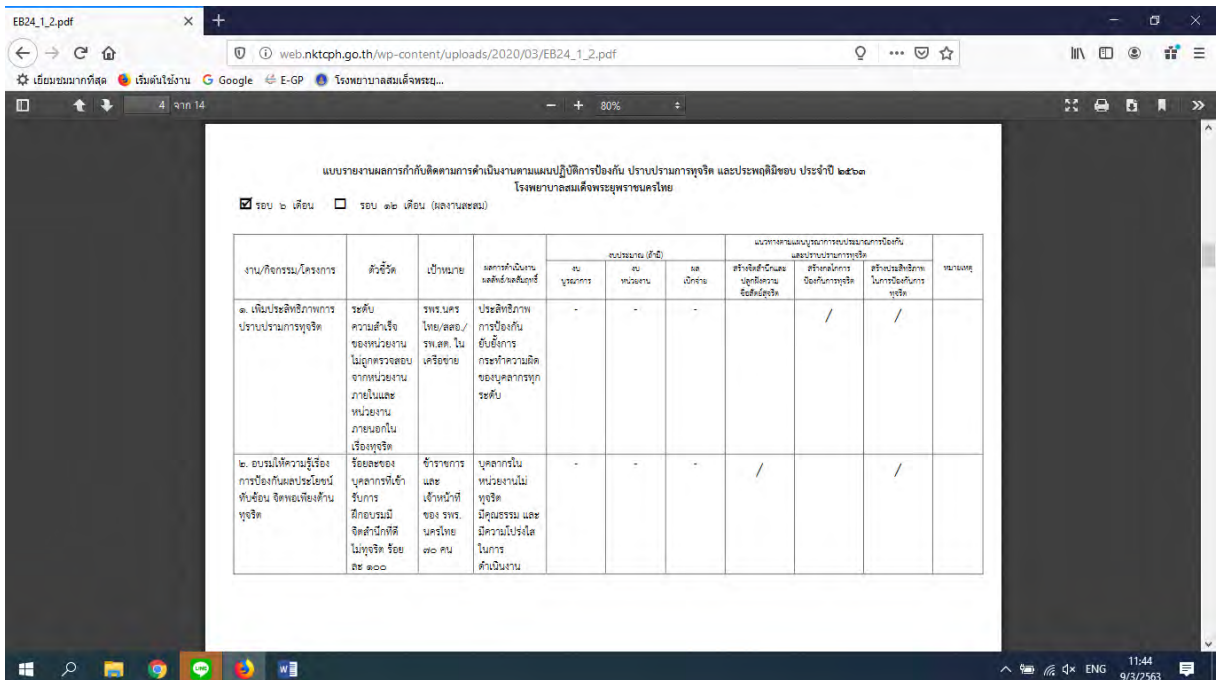 EB24_1_2.pdf
web.nktcph.go.th/wp-content/uploads/2020/03/EB24_1_2.pdf
เยี่ยมชมมากที่สุด เริ่มต้นใช้งาน Google E-GP โรงพยาบาลสมเด็จพระยุ...
4 จาก 14
80%
แบบรายงานผลการกำกับติดตามการดำเนินงานตามแผนปฏิบัติการป้องกัน ปราบปรามการทุจริต และประพฤติมิชอบ ประจำปี ๒๕๖๓
โรงพยาบาลสมเด็จพระยุพราชนครไทย
รอบ ๖ เดือน รอบ ๑๒ เดือน (ผลงานสะสม)
งาน/กิจกรรม/โครงการ
ตัวชี้วัด
เป้าหมาย
ผลการดำเนินงาน
ผลลัพธ์/ผลสัมฤทธิ์
งบประมาณ (ถ้ามี)
งบ
บูรณาการ
งบ
หน่วยงาน
ผล
เบิกจ่าย
แนวทางตามแผนบูรณาการงบประมาณการป้องกัน
และปราบปรามการทุจริต
สร้างจิตสำนึกและ
ปลูกฝังความ
ซื่อสัตย์สุจริต
สร้างกลไกการ
ป้องกันการทุจริต
สร้างประสิทธิภาพ
ในการป้องกันการ
ทุจริต
หมายเหตุ
๑. เพิ่มประสิทธิภาพการ
ปราบปรามการทุจริต
ระดับ
ความสำเร็จ
ของหน่วยงาน
ไม่ถูกตรวจสอบ
จากหน่วยงาน
ภายในและ
หน่วยงาน
ภายนอกใน
เรื่องทุจริต
รพร.นคร
ไทย/สสอ./
รพ.สต. ใน
เครือข่าย
ประสิทธิภาพ
การป้องกัน
ยับยั้งการ
กระทำความผิด
ของบุคลากรทุก
ระดับ
- - - / /
๒. อบรมให้ความรู้เรื่อง
การป้องกันผลประโยชน์
ทับซ้อน จิตพอเพียงต้าน
ทุจริต
ร้อยละของ
บุคลากรที่เข้า
รับการ
ฝึกอบรมมี
จิตสำนึกที่ดี
ไม่ทุจริต ร้อย
ละ ๑๐๐
ข้าราชการ
และ
เจ้าหน้าที่
ของ รพร.
นครไทย
๗๐ คน
บุคลากรใน
หน่วยงานไม่
ทุจริต
มีคุณธรรม และ
มีความโปร่งใส
ในการ
ดำเนินงาน
- - - / /
ENG
11:44
9/3/2563